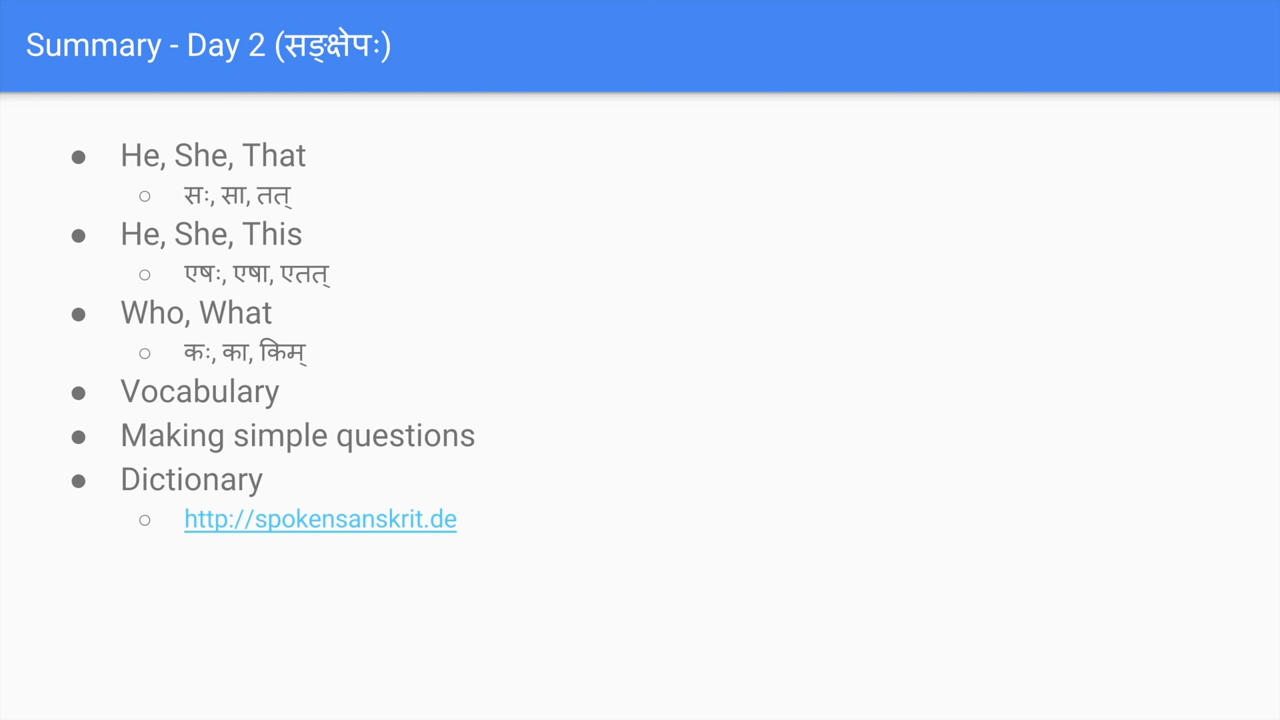 Summary - Day 2 (सङ्क्षेपः)
● He, She, That
○ सः, सा, तत्
● He, She, This
○ एषः, एषा, एतत्
● Who, What
○ कः, का, किम्
● Vocabulary
● Making simple questions
● Dictionary
○ http://spokensanskrit.de